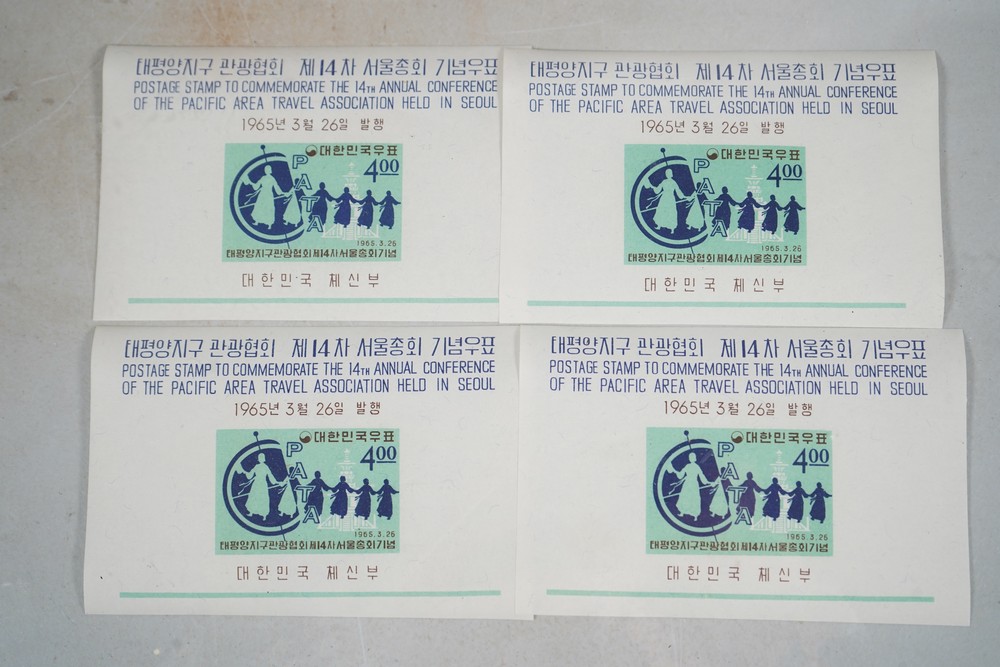 태평양지구 관광협회 제14차 서울총회 기념우표
POSTAGE STAMP TO COMMEMORATE THE 14TH ANNUAL CONFERENCE
OF THE PACIFIC AREA TRAVEL ASSOCIATION HELD IN SEOUL
1965년 3월 26일 발행
대한민국우표
400
PATA
1965.3.26
태평양지구관광협회제14차서울총회기념
대한민국 체신부
태평양지구 관광협회 제14차 서울총회 기념우표
POSTAGE STAMP TO COMMEMORATE THE 14TH ANNUAL CONFERENCE
OF THE PACIFIC AREA TRAVEL ASSOCIATION HELD IN SEOUL
1965년 3월 26일 발행
대한민국우표
400
PATA
1965.3.26
태평양지구관광협회제14차서울총회기념
대한민국 체신부
태평양지구 관광협회 제14차 서울총회 기념우표
POSTAGE STAMP TO COMMEMORATE THE 14TH ANNUAL CONFERENCE
OF THE PACIFIC AREA TRAVEL ASSOCIATION HELD IN SEOUL
1965년 3월 26일 발행
대한민국우표
400
PATA
1965.3.26
태평양지구관광협회제14차서울총회기념
대한민국 체신부
태평양지구 관광협회 제14차 서울총회 기념우표
POSTAGE STAMP TO COMMEMORATE THE 14TH ANNUAL CONFERENCE
OF THE PACIFIC AREA TRAVEL ASSOCIATION HELD IN SEOUL
1965년 3월 26일 발행
대한민국우표
400
PATA
1965.3.26
태평양지구관광협회제14차서울총회기념
대한민국 체신부